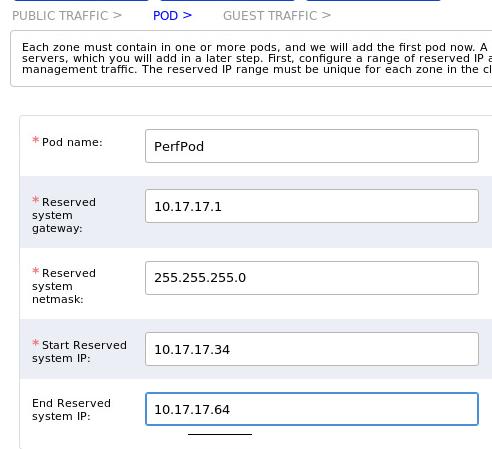 PUBLIC TRAFFIC > POD > GUEST TRAFFIC >
Each zone must contain in one or more pods, and we will add the first pod now. A
servers, which you will add in a later step. First, configure a range of reserved IP a
management traffic. The reserved IP range must be unique for each zone in the cl
* Pod name:
PerfPod
* Reserved
system
gateway:
10.17.17.1
* Reserved
system
netmask:
255.255.255.0
* Start Reserved
system IP:
10.17.17.34
End Reserved
system IP:
10.17.17.64